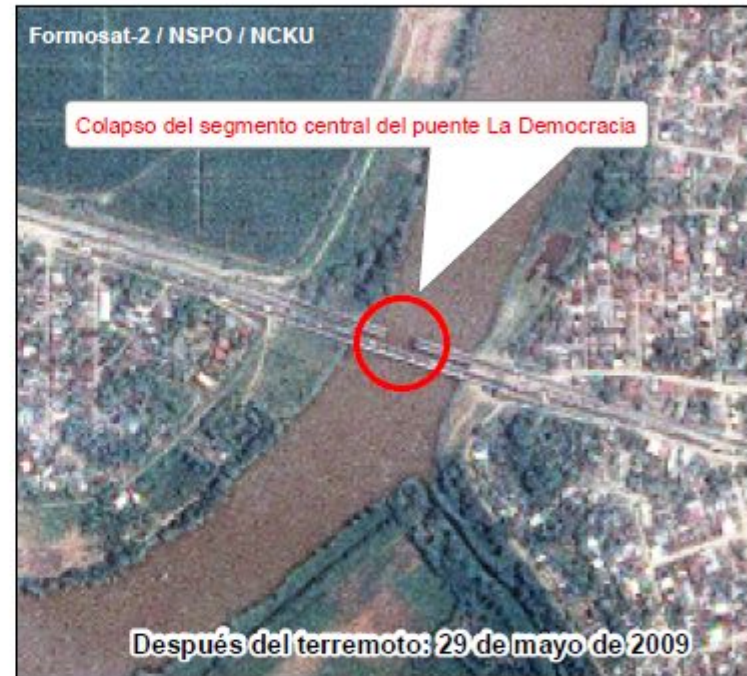 Formosat-2 / NSPO / NCKU
Colapso del segmento central del puente La Democracia
Después del terremoto: 29 de mayo de 2009